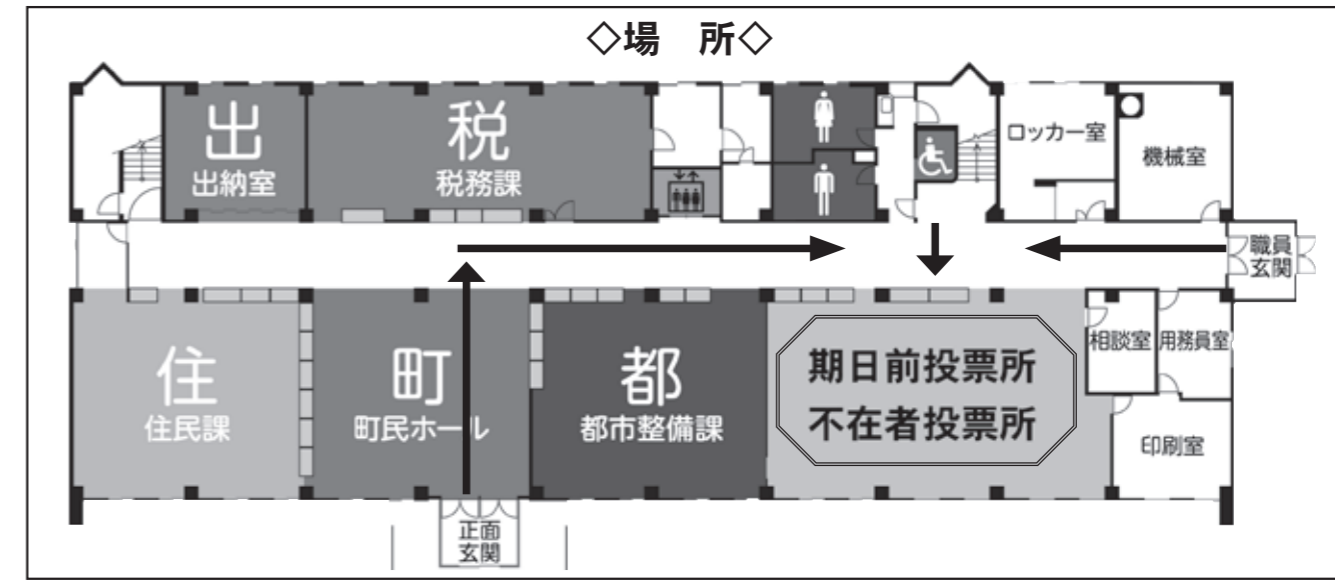 ◇場　所◇
出
出納室
税
税務課
ロッカー室
機械室
職員
玄関
住
住民課
町
町民ホール
都
都市整備課
期日前投票所
不在者投票所
相談室
用務員室
印刷室
正面
玄関